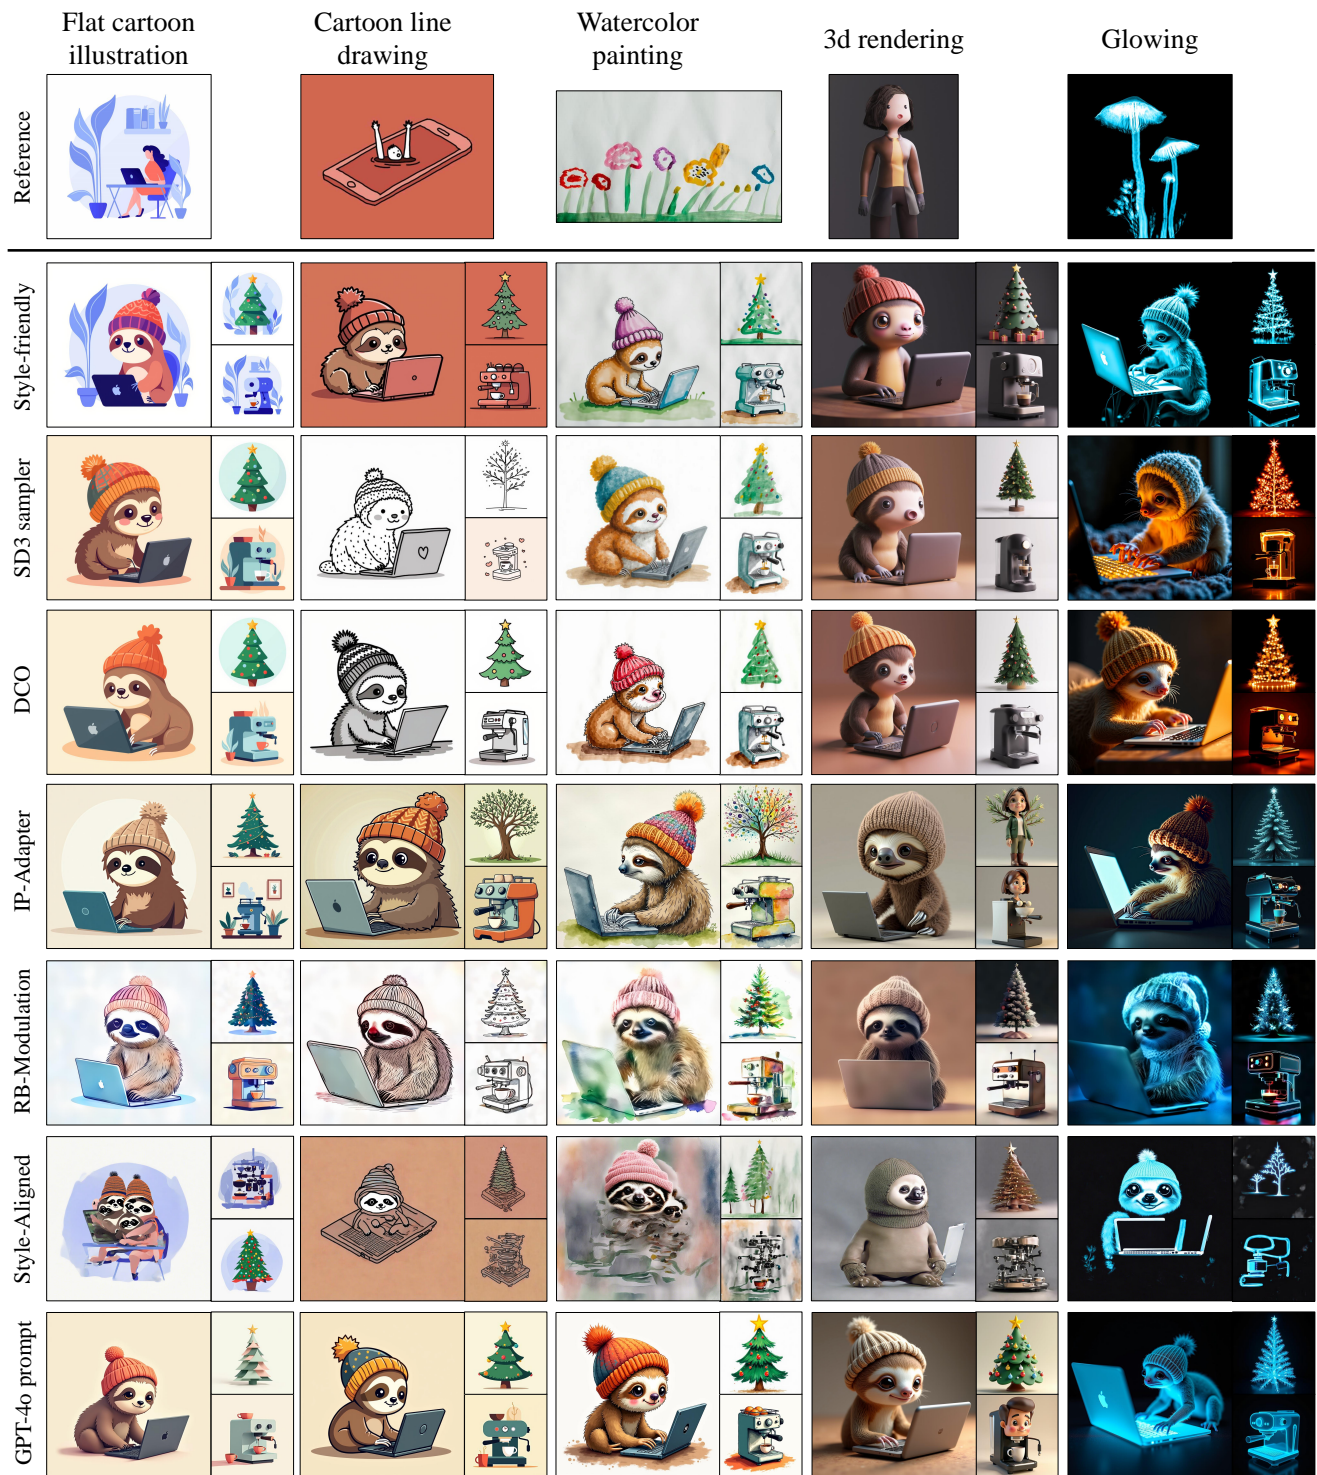 Flat cartoon
illustration
Cartoon line
drawing
Watercolor
painting
3d rendering
Glowing
Reference
Style-friendly
SD3 sampler
DCO
IP-Adapter
RB-Modulation
Style-Aligned
GPT-4o prompt